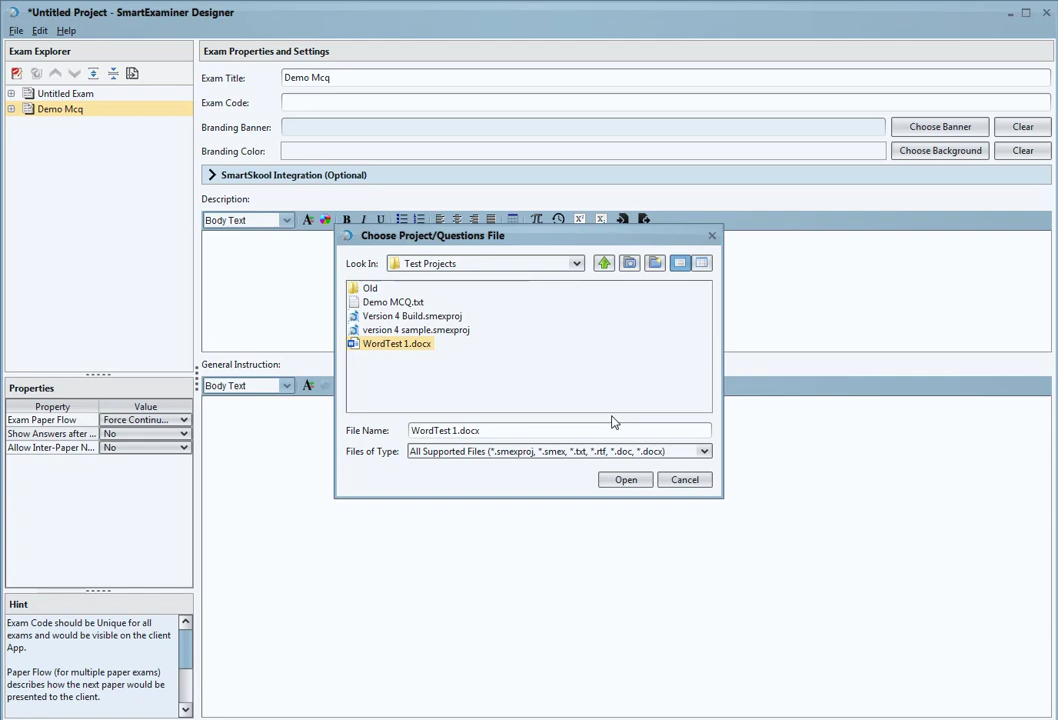 *Untitled Project - SmartExaminer Designer
File Edit Help
Exam Explorer
Untitled Exam
Demo Mcq
Exam Properties and Settings
Exam Title: Demo Mcq
Exam Code:
Branding Banner: Choose Banner Clear
Branding Color: Choose Background Clear
SmartSkool Integration (Optional)
Description:
Body Text A B I U π X² X₂
Choose Project/Questions File
Look In: Test Projects
Old
Demo MCQ.txt
Version 4 Build.smexproj
version 4 sample.smexproj
WordTest 1.docx
File Name: WordTest 1.docx
Files of Type: All Supported Files (*.smexproj, *.smex, *.txt, *.rtf, *.doc, *.docx)
Open Cancel
General Instruction:
Body Text A
Properties
Property Value
Exam Paper Flow Force Continu...
Show Answers after ... No
Allow Inter-Paper N... No
Hint
Exam Code should be Unique for all
exams and would be visible on the client
App.
Paper Flow (for multiple paper exams)
describes how the next paper would be
presented to the client.